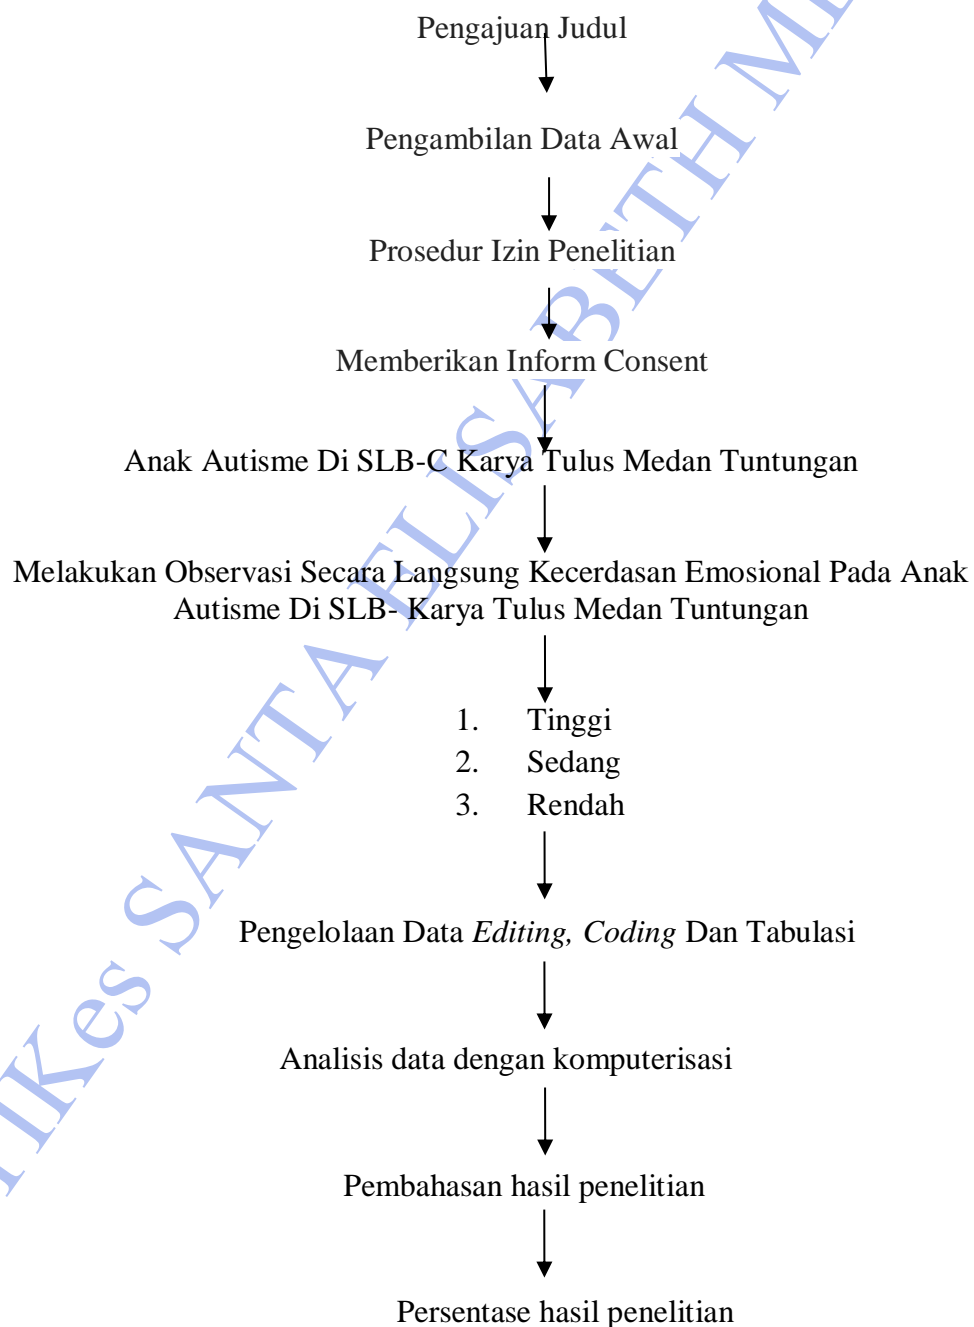 Pengajuan Judul
Pengambilan Data Awal
Prosedur Izin Penelitian
Memberikan Inform Consent
Anak Autisme Di SLB-C Karya Tulus Medan Tuntungan
Melakukan Observasi Secara Langsung Kecerdasan Emosional Pada Anak
Autisme Di SLB- Karya Tulus Medan Tuntungan
1. Tinggi
2. Sedang
3. Rendah
Pengelolaan Data Editing, Coding Dan Tabulasi
Analisis data dengan komputerisasi
Pembahasan hasil penelitian
Persentase hasil penelitian
SANTA ELISABETH